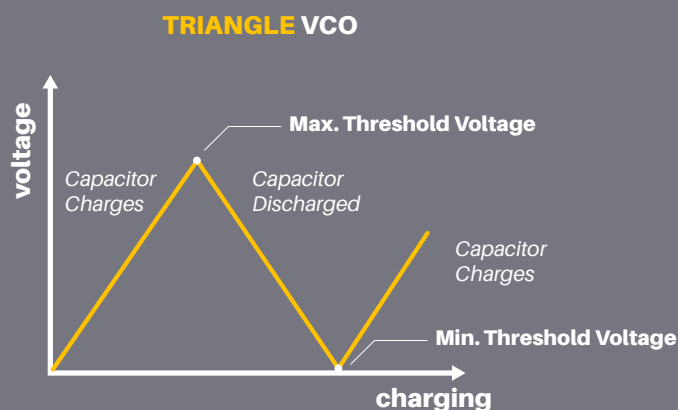 TRIANGLE VCO
voltage
Max. Threshold Voltage
Capacitor
Charges
Capacitor
Discharged
Capacitor
Charges
Min. Threshold Voltage
charging